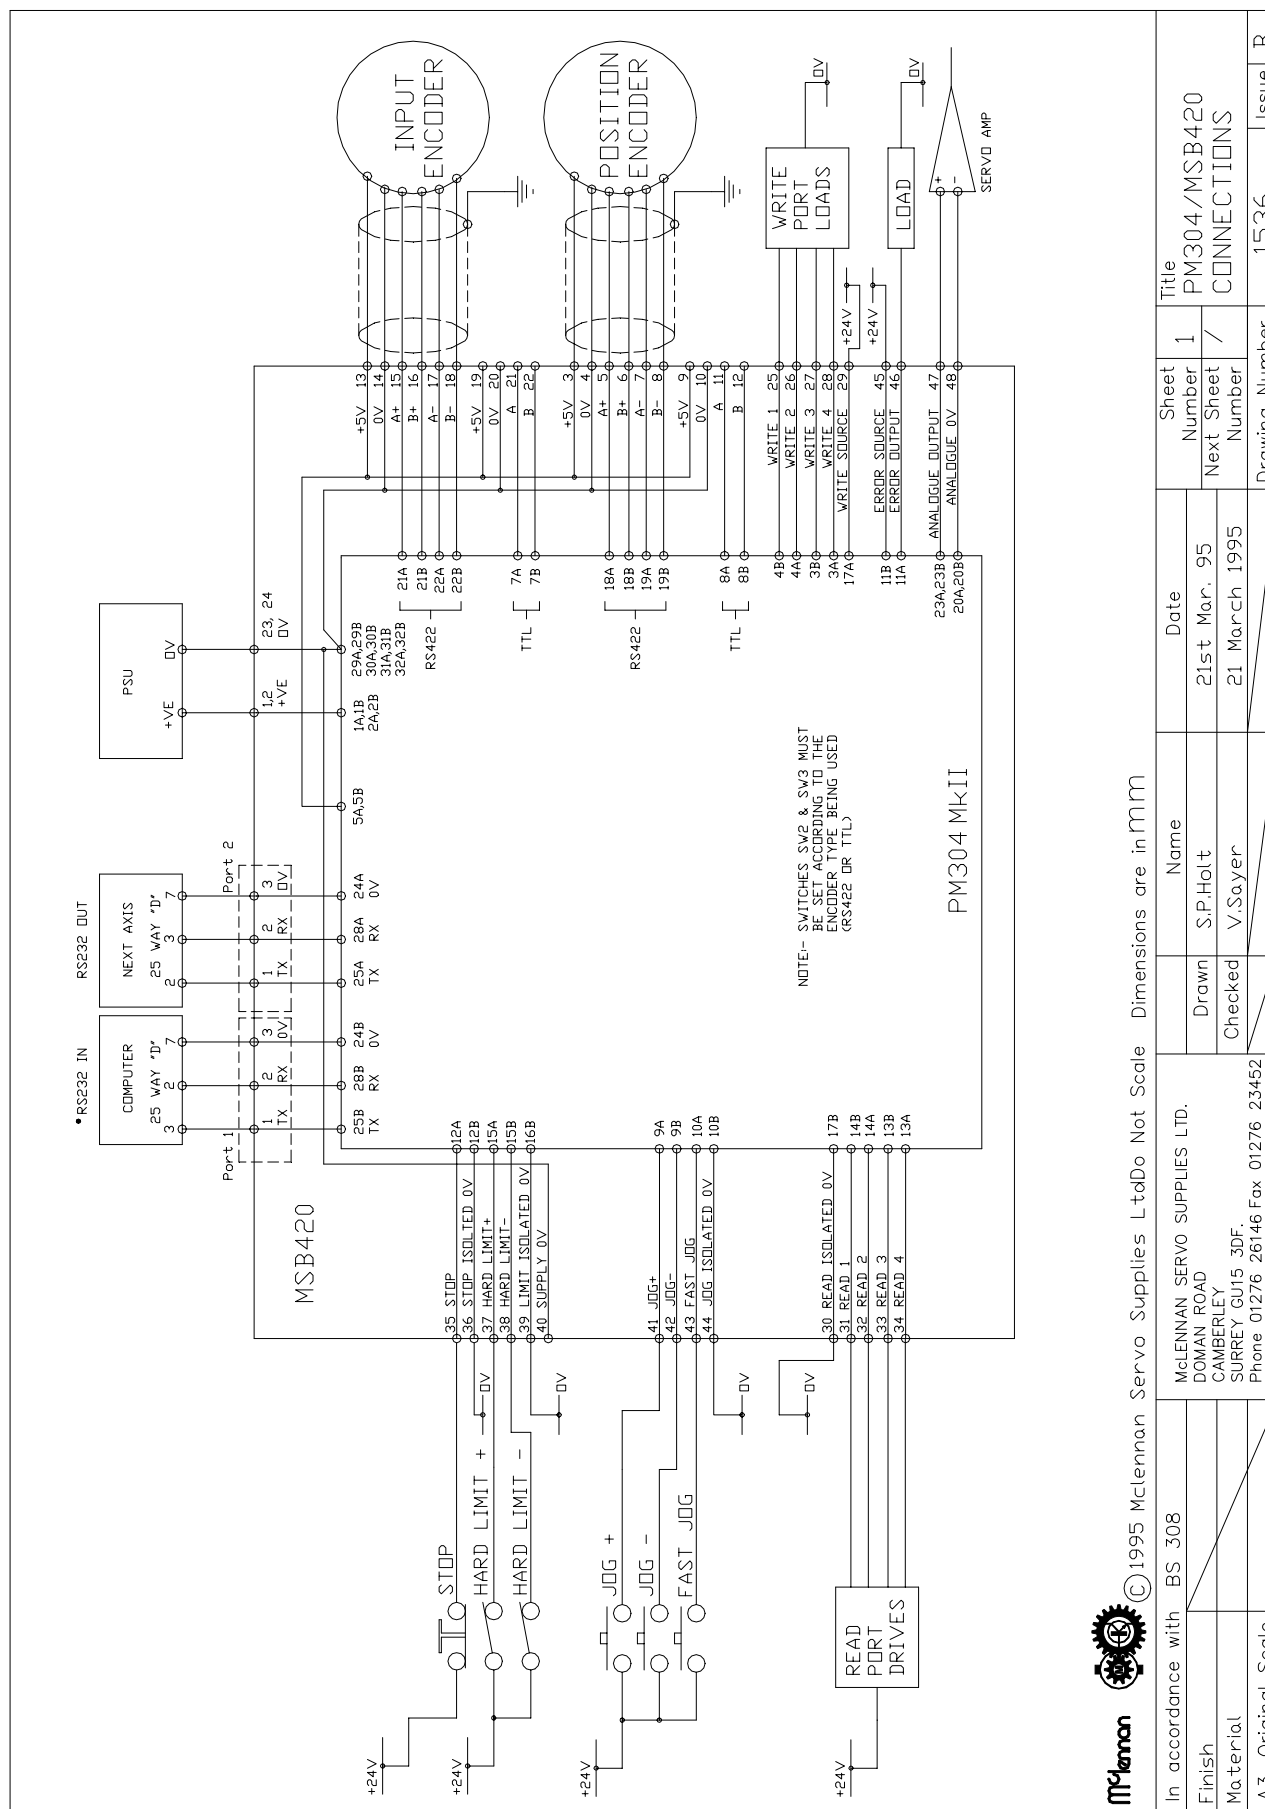 INPUT
ENCODER
POSITION
ENCODER
WRITE
PORT
LOADS
0V
LOAD
0V
SERVO AMP
+
-
+24V
+24V
+5V 13
0V 14
A+ 15
B+ 16
A- 17
B- 18
+5V 19
0V 20
A 21
B 22
+5V 3
0V 4
A+ 5
B+ 6
A- 7
B- 8
+5V 9
0V 10
A 11
B 12
WRITE 1 25
WRITE 2 26
WRITE 3 27
WRITE 4 28
WRITE SOURCE 29
ERROR SOURCE 45
ERROR OUTPUT 46
ANALOGUE OUTPUT 47
ANALOGUE 0V 48
21A
21B
22A
22B
RS422
7A
7B
TTL
18A
18B
19A
19B
RS422
8A
8B
TTL
4B
4A
3B
3A
17A
11B
11A
23A,23B
20A,20B
PSU
+VE
0V
1,2
+VE
23, 24
0V
29A,29B
30A,30B
31A,31B
32A,32B
1A,1B
2A,2B
5A,5B
RS232 OUT
NEXT AXIS
25 WAY "D"
2 3 7
Port 2
1 2 3
TX RX 0V
25A 28A 24A
TX RX 0V
*RS232 IN
COMPUTER
25 WAY "D"
3 2 7
Port 1
1 2 3
TX RX 0V
25B 28B 24B
TX RX 0V
NOTE:- SWITCHES SW2 & SW3 MUST
BE SET ACCORDING TO THE
ENCODER TYPE BEING USED
(RS422 OR TTL)
PM304 MkII
MSB420
12A
12B
15A
15B
16B
9A
9B
10A
10B
17B
14B
14A
13B
13A
35 STOP
36 STOP ISOLTED 0V
37 HARD LIMIT+
38 HARD LIMIT-
39 LIMIT ISOLATED 0V
40 SUPPLY 0V
41 JOG+
42 JOG-
43 FAST JOG
44 JOG ISOLATED 0V
30 READ ISOLATED 0V
31 READ 1
32 READ 2
33 READ 3
34 READ 4
0V
0V
0V
0V
STOP
HARD LIMIT +
HARD LIMIT -
JOG +
JOG -
FAST JOG
READ
PORT
DRIVES
+24V
+24V
+24V
+24V
McLennan
©1995 Mclennan Servo Supplies LtdDo Not Scale Dimensions are in mm
In accordance with BS 308
Finish
Material
A3 Original Scale
McLENNAN SERVO SUPPLIES LTD.
DOMAN ROAD
CAMBERLEY
SURREY GU15 3DF.
Phone 01276 26146 Fax 01276 23452
Name Date
Drawn S.P.Holt 21st Mar. 95
Checked V.Sayer 21 March 1995
Sheet
Number 1
Next Sheet
Number /
Title
PM304/MSB420
CONNECTIONS
Drawing Number
1536
Issue B